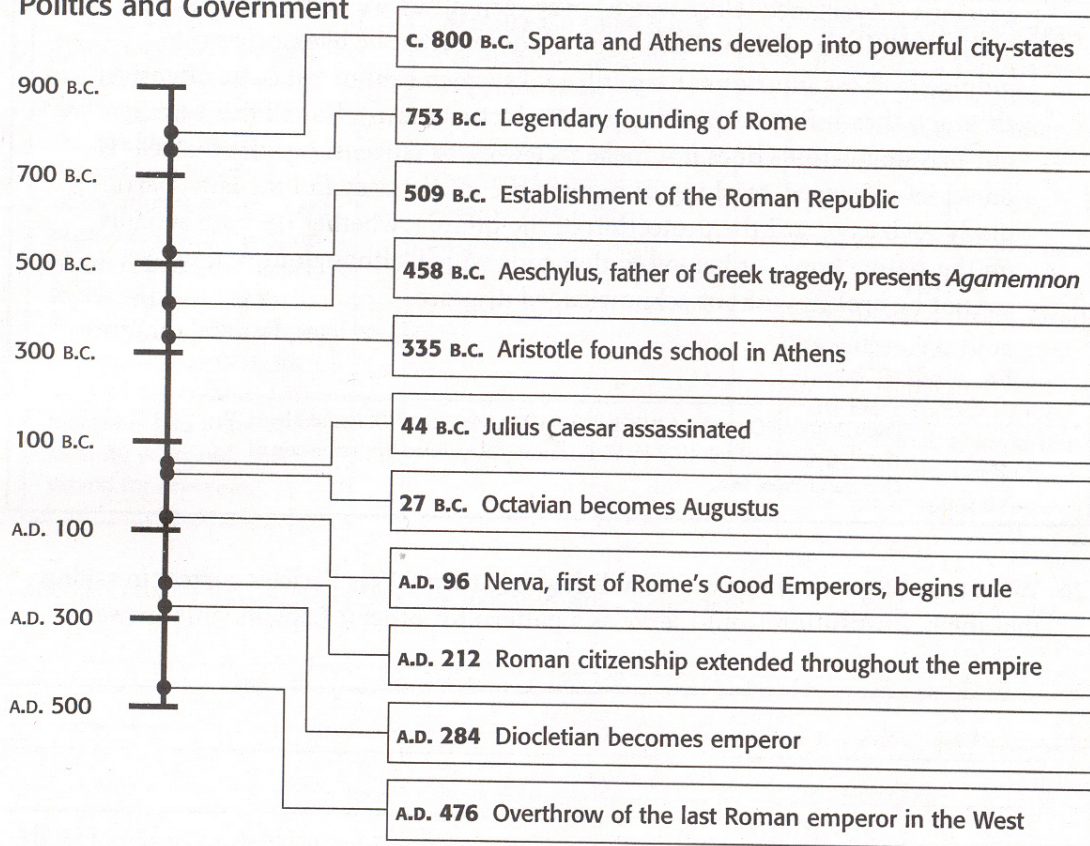 Politics and Government
c. 800 B.C. Sparta and Athens develop into powerful city-states
900 B.C.
753 B.C. Legendary founding of Rome
700 B.C.
509 B.C. Establishment of the Roman Republic
500 B.C.
458 B.C. Aeschylus, father of Greek tragedy, presents Agamemnon
300 B.C.
335 B.C. Aristotle founds school in Athens
100 B.C.
44 B.C. Julius Caesar assassinated
27 B.C. Octavian becomes Augustus
A.D. 100
A.D. 96 Nerva, first of Rome's Good Emperors, begins rule
A.D. 300
A.D. 212 Roman citizenship extended throughout the empire
A.D. 500
A.D. 284 Diocletian becomes emperor
A.D. 476 Overthrow of the last Roman emperor in the West